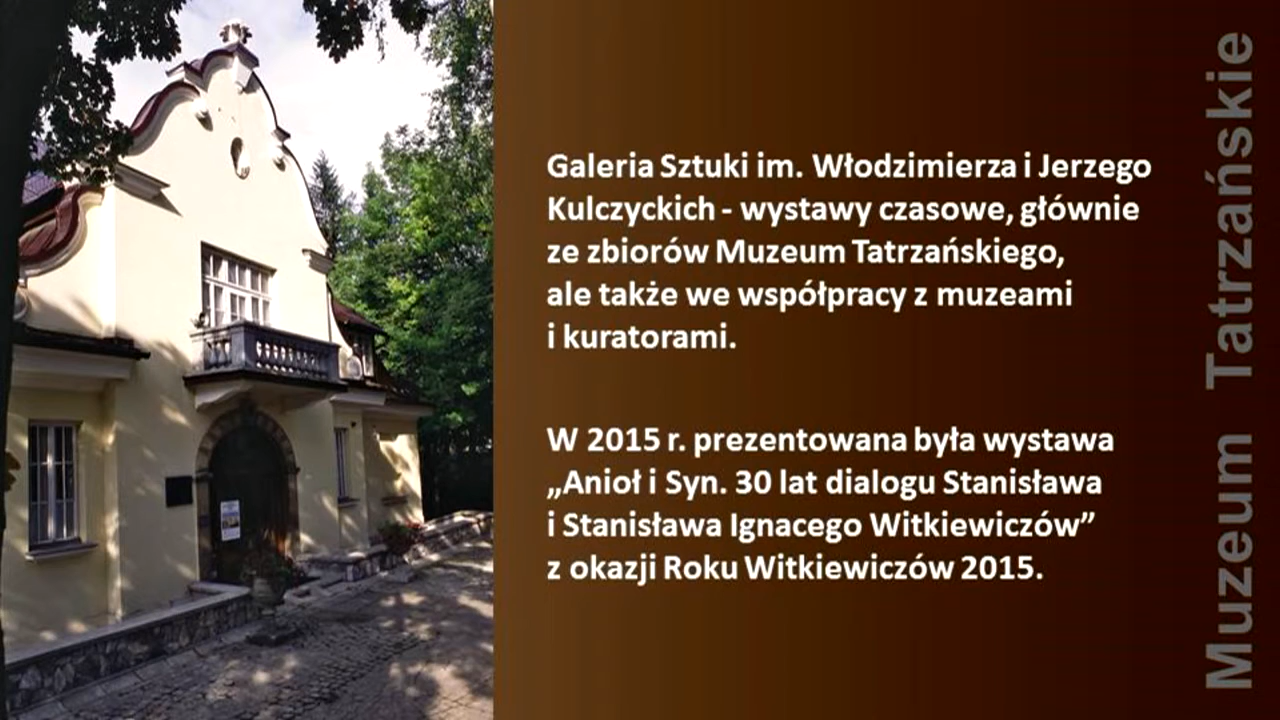 Galeria Sztuki im. Włodzimierza i Jerzego
Kulczyckich - wystawy czasowe, głównie
ze zbiorów Muzeum Tatrzańskiego,
ale także we współpracy z muzeami
i kuratorami.
W 2015 r. prezentowana była wystawa
„Anioł i Syn. 30 lat dialogu Stanisława
i Stanisława Ignacego Witkiewiczów”
z okazji Roku Witkiewiczów 2015.
Muzeum Tatrzańskie